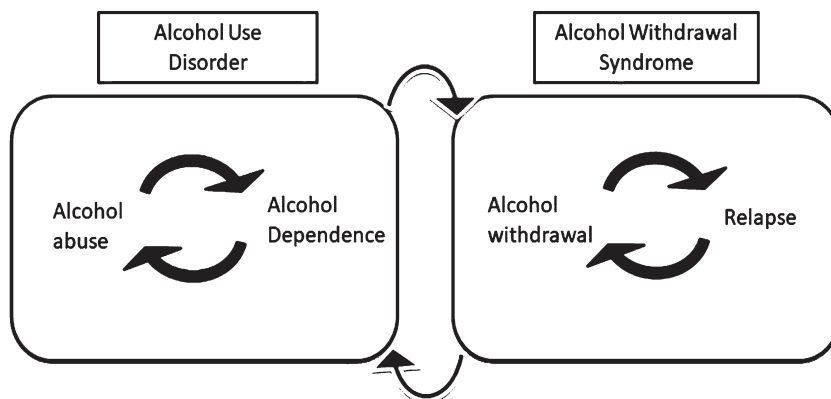 Alcohol Use
Disorder
Alcohol Withdrawal
Syndrome
Alcohol
abuse
Alcohol
Dependence
Alcohol
withdrawal
Relapse